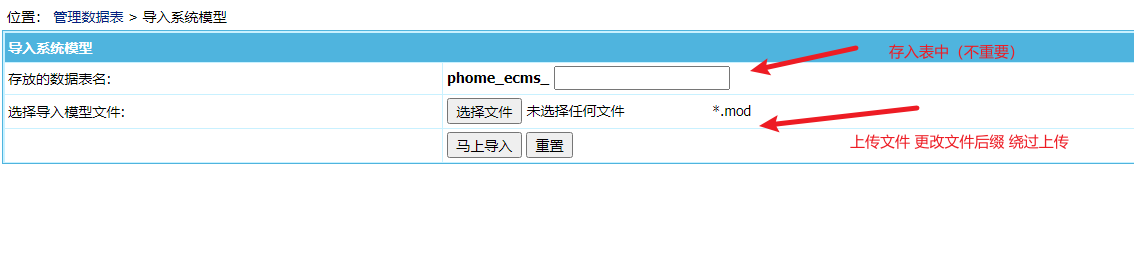 位置： 管理数据表 > 导入系统模型
导入系统模型
存入表中（不重要）
存放的数据表名:
phome_ecms_
选择导入模型文件:
选择文件 未选择任何文件 *.mod
上传文件 更改文件后缀 绕过上传
马上导入 重置